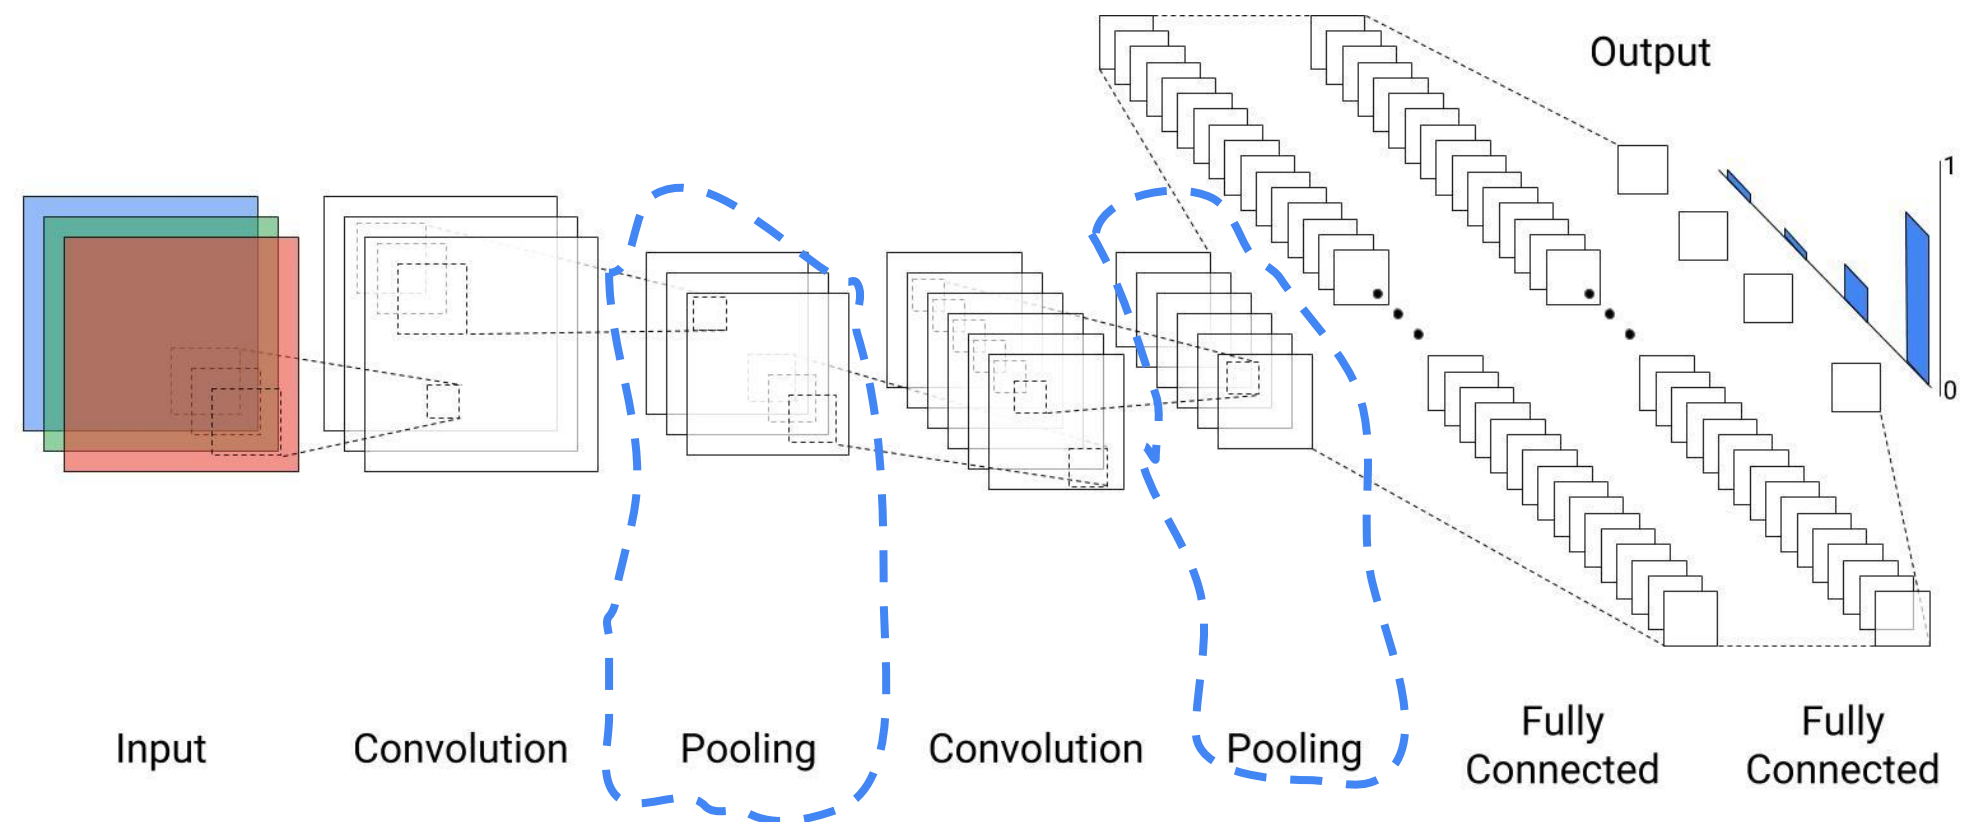 Output
1
0
Input
Convolution
Pooling
Convolution
Pooling
Fully
Connected
Fully
Connected